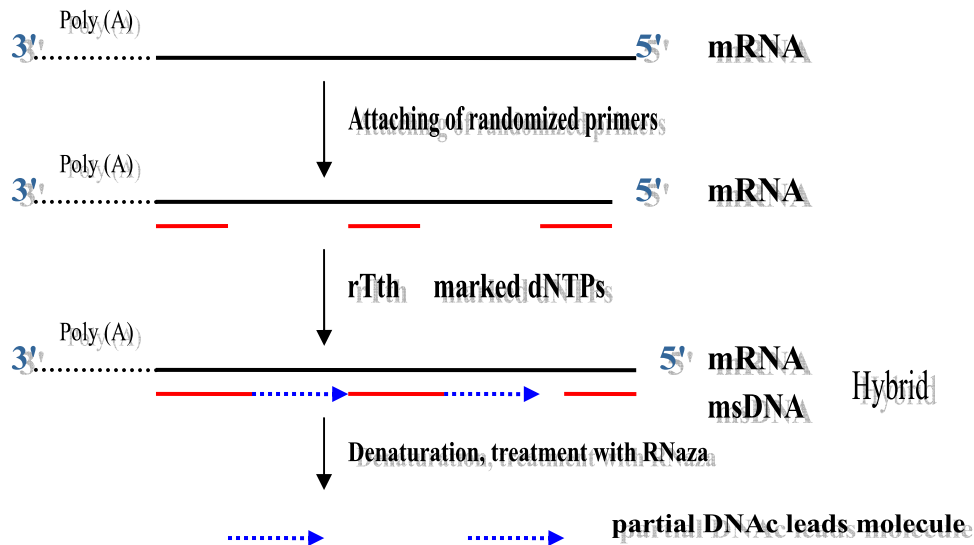 Poly (A)
3' 5' mRNA
Attaching of randomized primers
Poly (A)
3' 5' mRNA
rTth marked dNTPs
Poly (A)
3' 5' mRNA
Hybrid
msDNA
Denaturation, treatment with RNaza
partial DNAc leads molecule